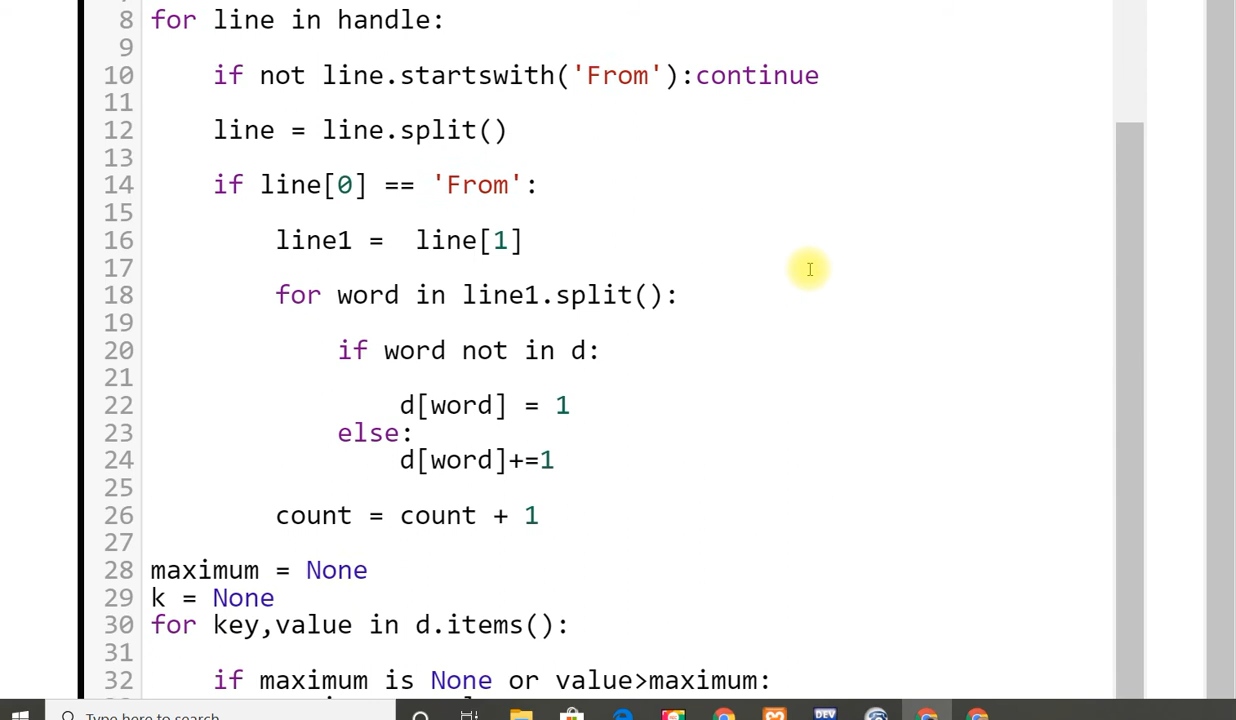 8 for line in handle:
9
10 if not line.startswith('From'):continue
11
12 line = line.split()
13
14 if line[0] == 'From':
15
16 line1 =  line[1]
17
18 for word in line1.split():
19
20 if word not in d:
21
22 d[word] = 1
23 else:
24 d[word]+=1
25
26 count = count + 1
27
28 maximum = None
29 k = None
30 for key,value in d.items():
31
32 if maximum is None or value>maximum:
Type here to search
DEV